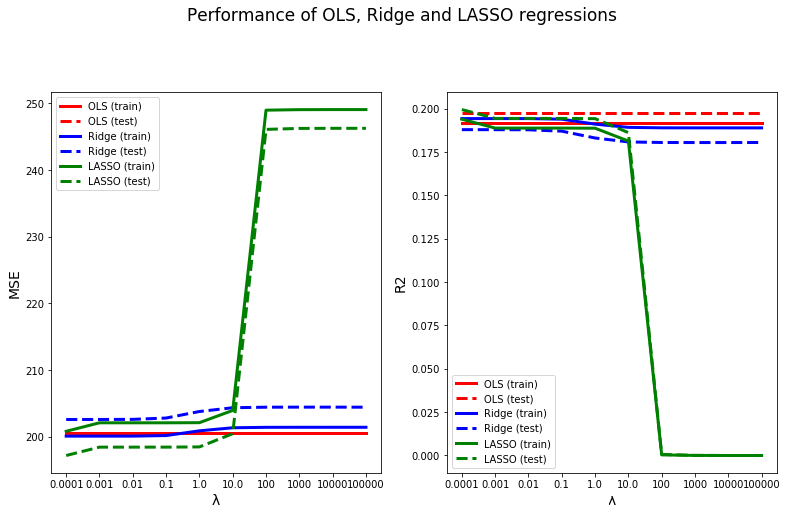 Performance of OLS, Ridge and LASSO regressions
OLS (train)
OLS (test)
Ridge (train)
Ridge (test)
LASSO (train)
LASSO (test)
250
240
230
220
210
200
MSE
0.0001 0.001 0.01 0.1 1.0 10.0 100 1000 10000 100000
λ
0.200
0.175
0.150
0.125
0.100
0.075
0.050
0.025
0.000
R2
OLS (train)
OLS (test)
Ridge (train)
Ridge (test)
LASSO (train)
LASSO (test)
0.0001 0.001 0.01 0.1 1.0 10.0 100 1000 10000 100000
λ